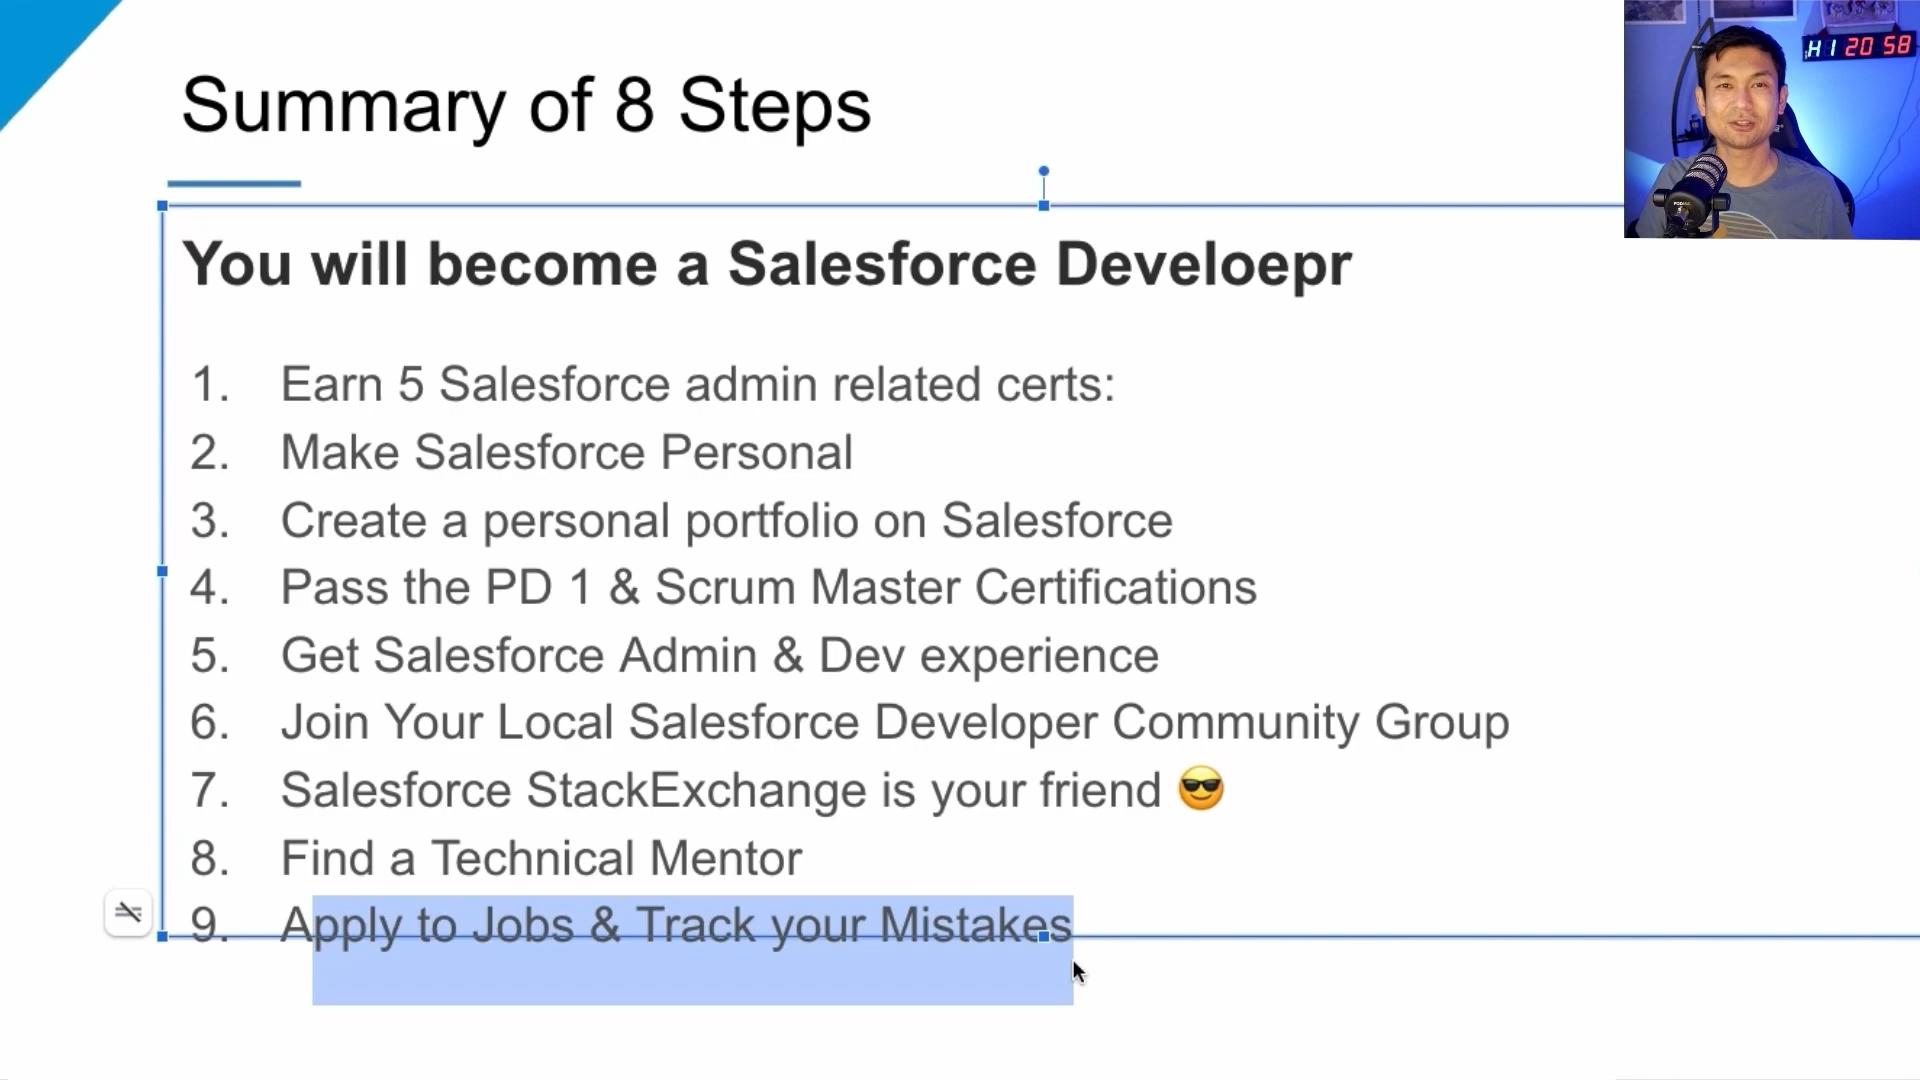 Summary of 8 Steps
HI 20 58
You will become a Salesforce Develoepr
1. Earn 5 Salesforce admin related certs:
2. Make Salesforce Personal
3. Create a personal portfolio on Salesforce
4. Pass the PD 1 & Scrum Master Certifications
5. Get Salesforce Admin & Dev experience
6. Join Your Local Salesforce Developer Community Group
7. Salesforce StackExchange is your friend 😎
8. Find a Technical Mentor
9. Apply to Jobs & Track your Mistakes